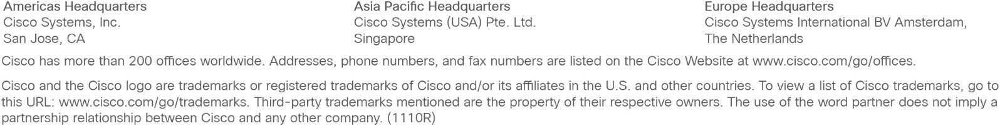 Americas Headquarters
Cisco Systems, Inc.
San Jose, CA
Asia Pacific Headquarters
Cisco Systems (USA) Pte. Ltd.
Singapore
Europe Headquarters
Cisco Systems International BV Amsterdam,
The Netherlands
Cisco has more than 200 offices worldwide. Addresses, phone numbers, and fax numbers are listed on the Cisco Website at www.cisco.com/go/offices.
Cisco and the Cisco logo are trademarks or registered trademarks of Cisco and/or its affiliates in the U.S. and other countries. To view a list of Cisco trademarks, go to
this URL: www.cisco.com/go/trademarks. Third-party trademarks mentioned are the property of their respective owners. The use of the word partner does not imply a
partnership relationship between Cisco and any other company. (1110R)